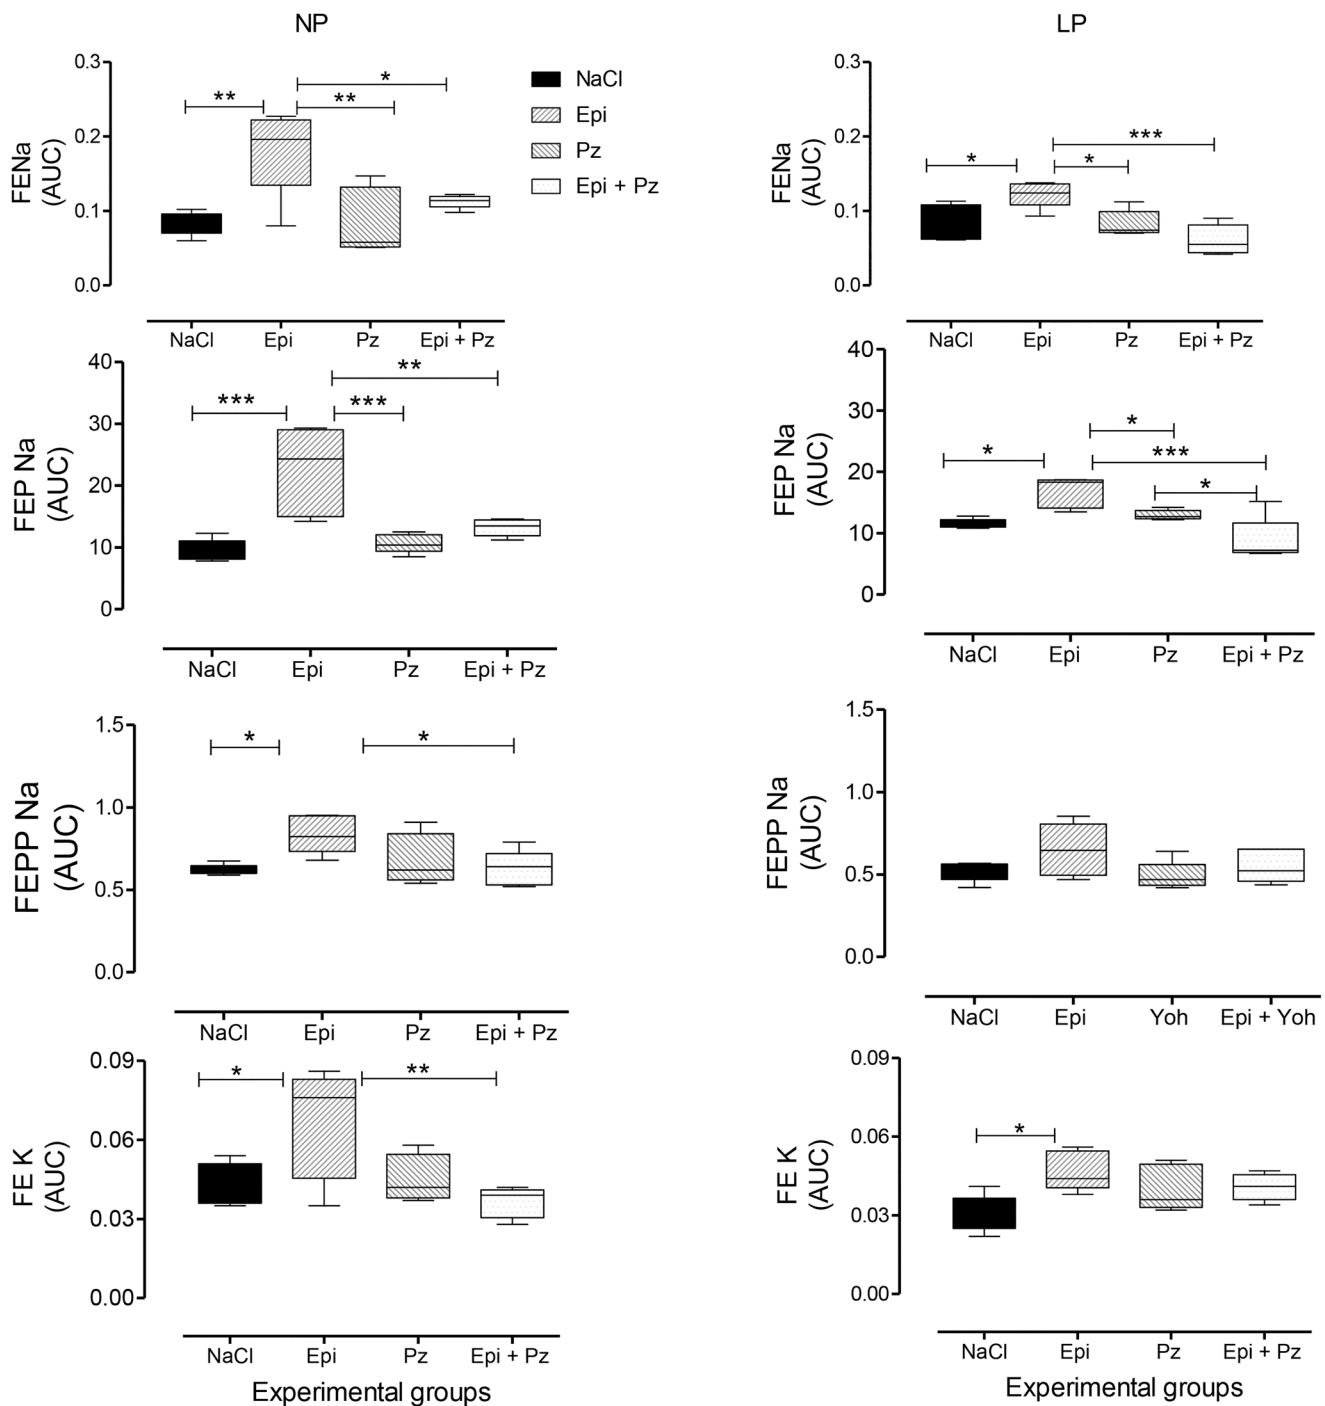 NP
LP
NaCl
Epi
Pz
Epi + Pz
FENa
(AUC)
0.3
0.2
0.1
0.0
**
**
*
NaCl Epi Pz Epi + Pz
FENa
(AUC)
0.3
0.2
0.1
0.0
*
*
***
NaCl Epi Pz Epi + Pz
FEP Na
(AUC)
40
30
20
10
0
***
***
**
NaCl Epi Pz Epi + Pz
FEP Na
(AUC)
40
30
20
10
0
*
*
***
*
NaCl Epi Pz Epi + Pz
FEPP Na
(AUC)
1.5
1.0
0.5
0.0
*
*
NaCl Epi Pz Epi + Pz
FEPP Na
(AUC)
1.5
1.0
0.5
0.0
NaCl Epi Yoh Epi + Yoh
FE K
(AUC)
0.09
0.06
0.03
0.00
*
**
NaCl Epi Pz Epi + Pz
Experimental groups
FE K
(AUC)
0.09
0.06
0.03
0.00
*
NaCl Epi Pz Epi + Pz
Experimental groups